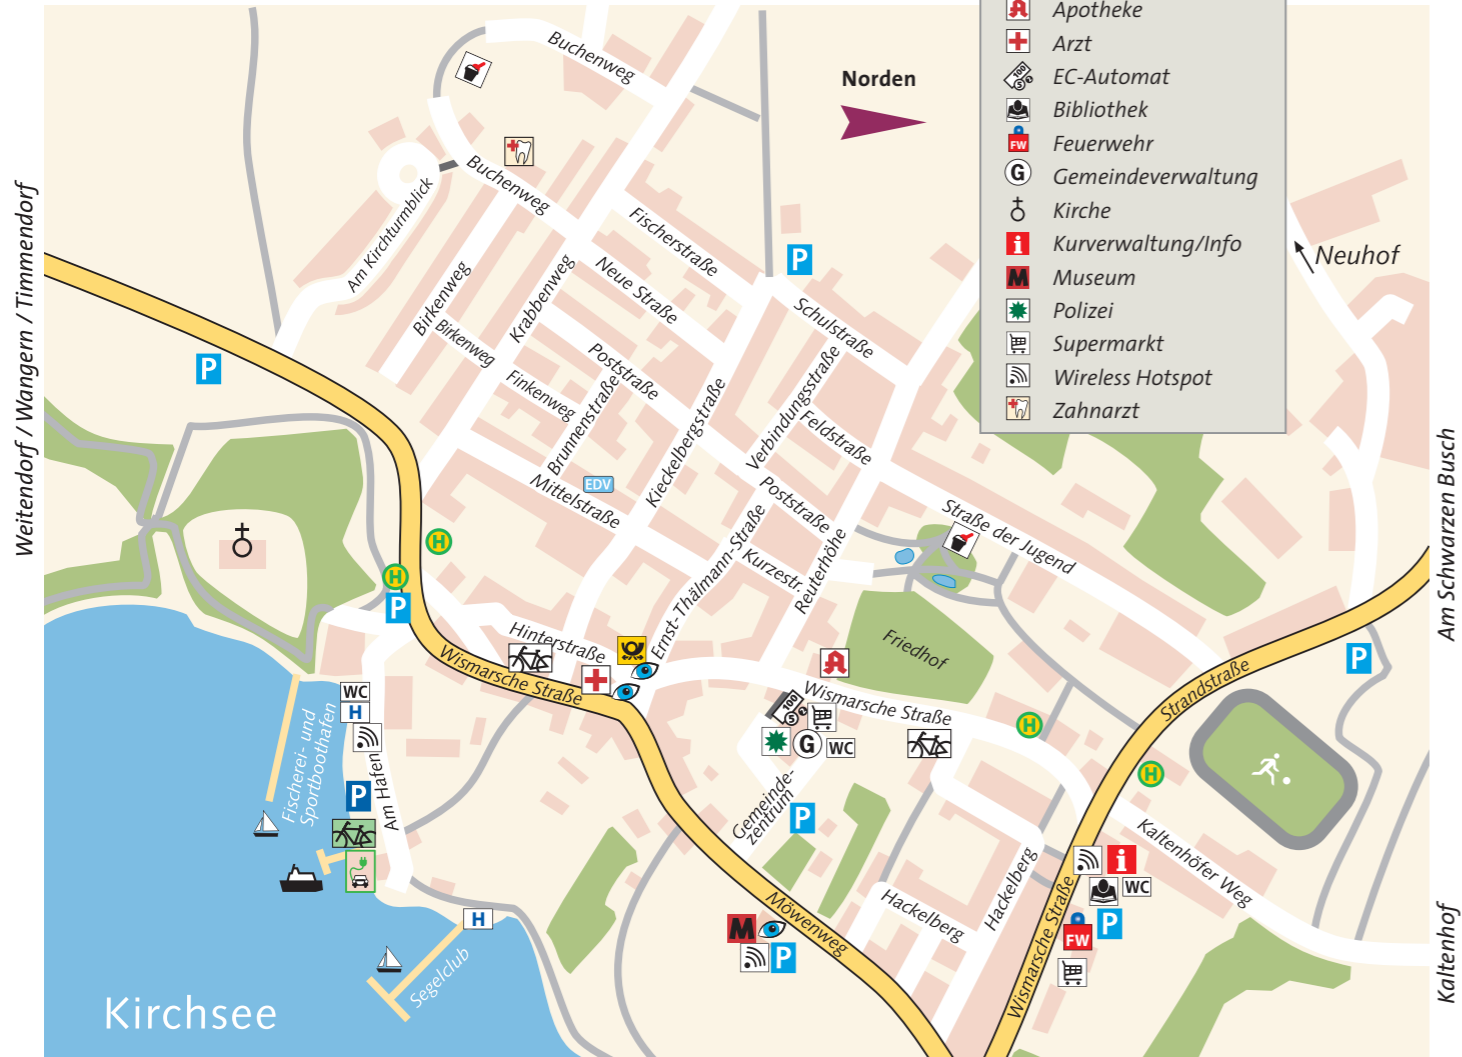 Apotheke
Arzt
EC-Automat
Bibliothek
FW
Feuerwehr
G
Gemeindeverwaltung
Kirche
i
Kurverwaltung/Info
M
Museum
Polizei
Supermarkt
Wireless Hotspot
Zahnarzt
Norden
Neuhof
Weitendorf / Wangern / Timmendorf
Am Schwarzen Busch
Kaltenhof
Buchenweg
Buchenweg
Am Kirchturmblick
Birkenweg
Birkenweg
Krabbenweg
Fischerstraße
Neue Straße
P
Schulstraße
P
Poststraße
Finkenweg
Brunnenstraße
Kieckelbergstraße
Verbindungsstraße
Feldstraße
EDV
Mittelstraße
Poststraße
Ernst-Thälmann-Straße
Kurzestr.
Reuterhöhe
Straße der Jugend
H
H
P
Hinterstraße
Wismarsche Straße
Friedhof
A
Wismarsche Straße
100
5
G
WC
H
H
Strandstraße
P
WC
H
Fischerei- und
Sportboothafen
Am Hafen
P
Gemeinde-
zentrum
P
Kaltenhöfer Weg
Hackelberg
Hackelberg
i
WC
P
FW
Wismarsche Straße
Möwenweg
M
P
H
Segelclub
Kirchsee